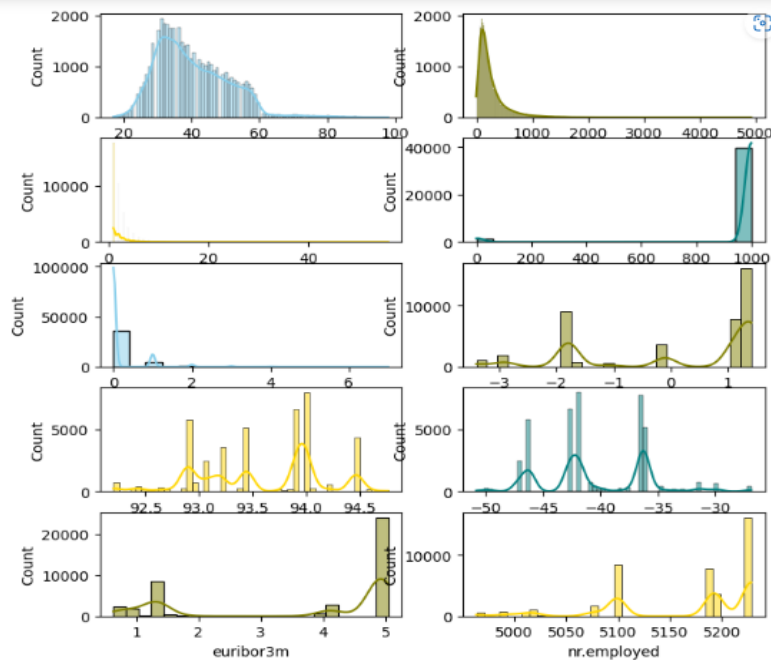 2000 2000
Count 1000 Count 1000
0 0
20 40 60 80 100 0 1000 2000 3000 4000 5000
Count 10000 Count 40000
20000
0 0
0 20 40 0 200 400 600 800 1000
100000
Count 50000 Count 10000
0 0
0 2 4 6 −3 −2 −1 0 1
Count 5000 Count 5000
0 0
92.5 93.0 93.5 94.0 94.5 −50 −45 −40 −35 −30
20000
Count 10000 Count 10000
0 0
1 2 3 4 5 5000 5050 5100 5150 5200
euribor3m nr.employed